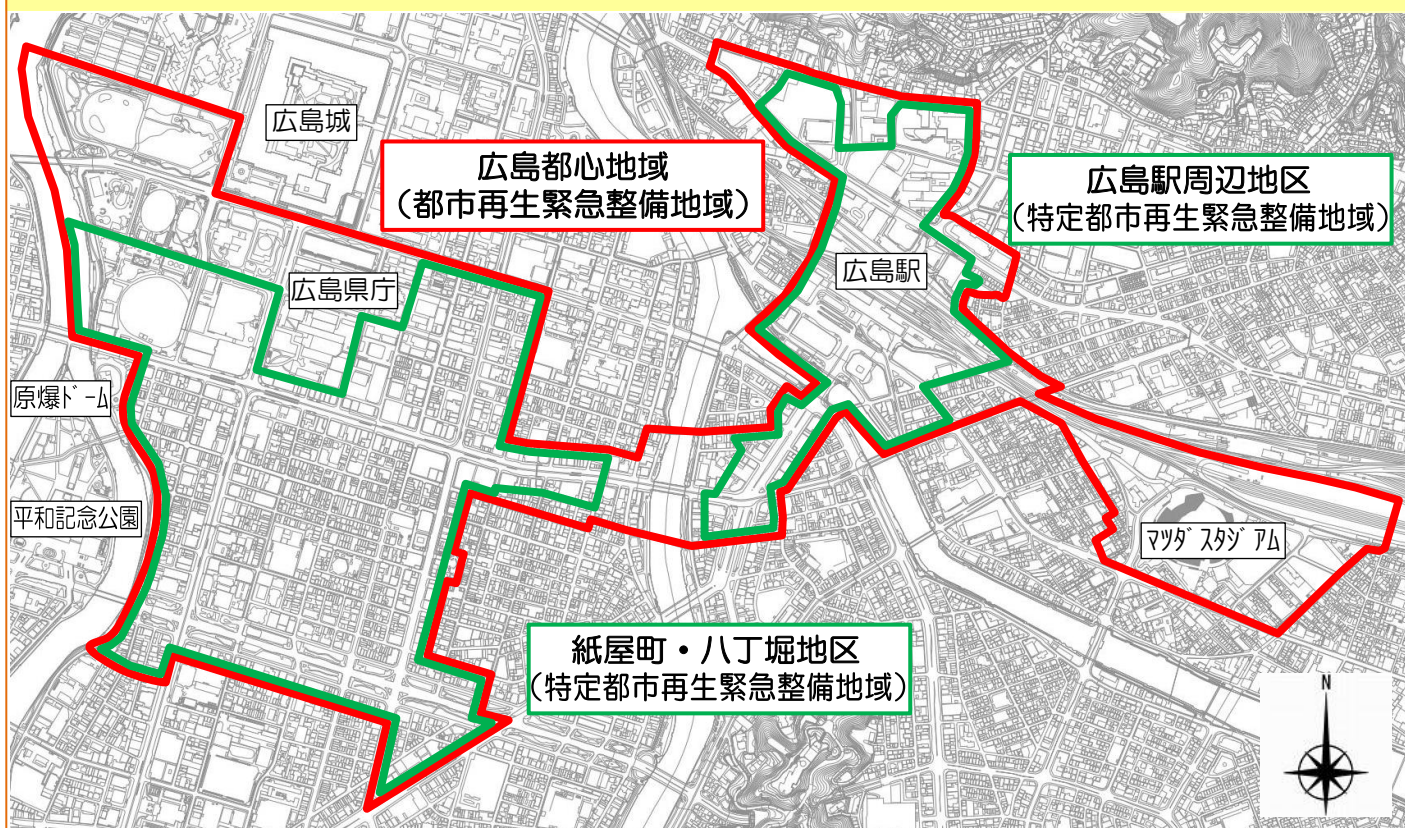 広島城
広島都心地域
（都市再生緊急整備地域）
広島駅周辺地区
（特定都市再生緊急整備地域）
広島県庁
広島駅
原爆ドーム
平和記念公園
マツダスタジアム
紙屋町・八丁堀地区
（特定都市再生緊急整備地域）
N